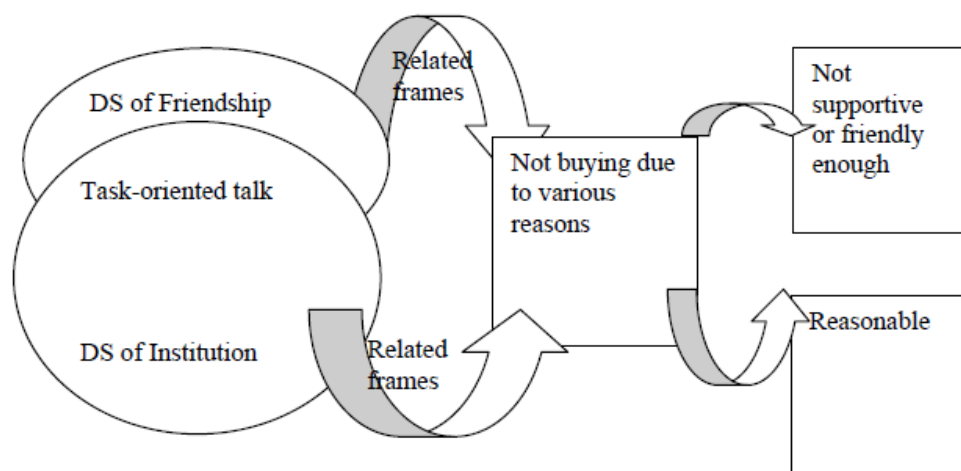 DS of Friendship
Task-oriented talk
DS of Institution
Related
frames
Related
frames
Not buying due
to various
reasons
Not
supportive
or friendly
enough
Reasonable